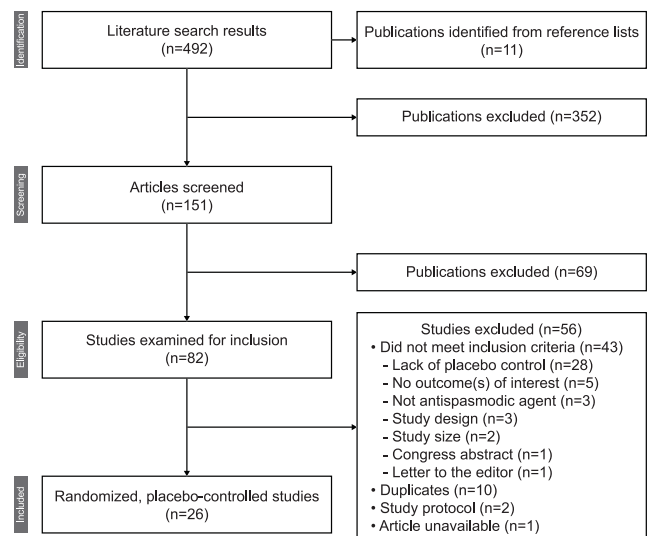 Identification
Literature search results
(n=492)
Publications identified from reference lists
(n=11)
Publications excluded (n=352)
Screening
Articles screened
(n=151)
Publications excluded (n=69)
Eligibility
Studies examined for inclusion
(n=82)
Studies excluded (n=56)
• Did not meet inclusion criteria (n=43)
- Lack of placebo control (n=28)
- No outcome(s) of interest (n=5)
- Not antispasmodic agent (n=3)
- Study design (n=3)
- Study size (n=2)
- Congress abstract (n=1)
- Letter to the editor (n=1)
• Duplicates (n=10)
• Study protocol (n=2)
• Article unavailable (n=1)
Included
Randomized, placebo-controlled studies
(n=26)